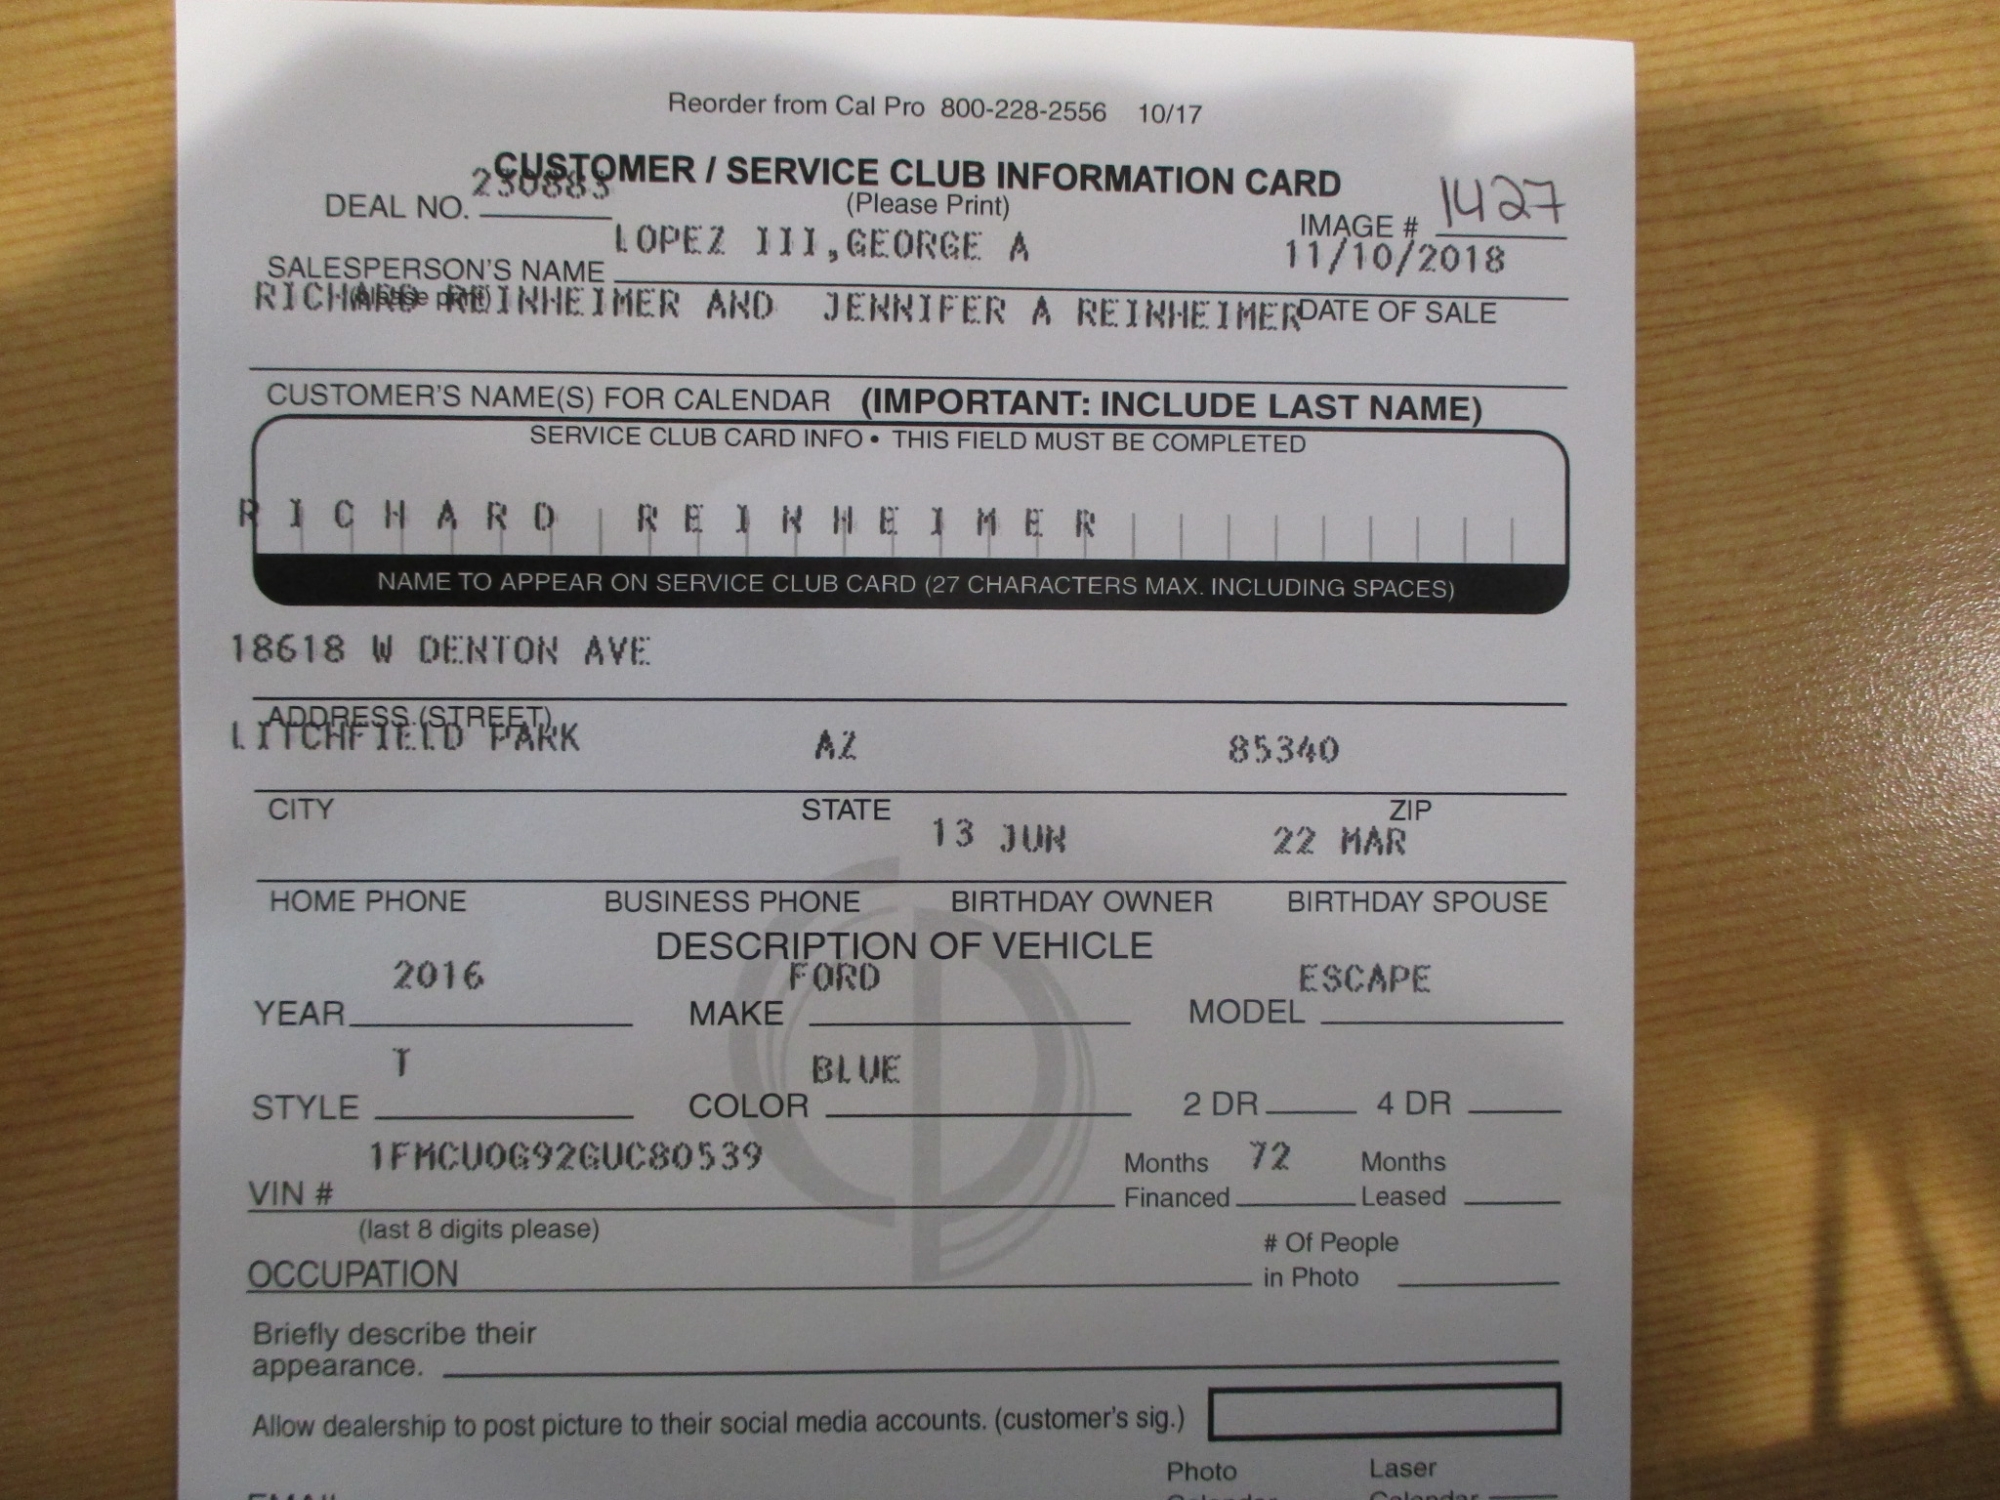 Reorder from Cal Pro 800-228-2556 10/17
CUSTOMER / SERVICE CLUB INFORMATION CARD
DEAL NO. 230883 (Please Print) IMAGE # 1427
LOPEZ III,GEORGE A 11/10/2018
SALESPERSON'S NAME
(please print)
RICHARD REINHEIMER AND JENNIFER A REINHEIMER DATE OF SALE
CUSTOMER'S NAME(S) FOR CALENDAR (IMPORTANT: INCLUDE LAST NAME)
SERVICE CLUB CARD INFO • THIS FIELD MUST BE COMPLETED
RICHARD REINHEIMER
NAME TO APPEAR ON SERVICE CLUB CARD (27 CHARACTERS MAX. INCLUDING SPACES)
18618 W DENTON AVE
ADDRESS (STREET)
LITCHFIELD PARK AZ 85340
CITY STATE ZIP
13 JUN 22 MAR
HOME PHONE BUSINESS PHONE BIRTHDAY OWNER BIRTHDAY SPOUSE
DESCRIPTION OF VEHICLE
2016 FORD ESCAPE
YEAR MAKE MODEL
T BLUE
STYLE COLOR 2 DR 4 DR
1FMCU0G92GUC80539 Months 72 Months
VIN # Financed Leased
(last 8 digits please) # Of People
OCCUPATION in Photo
Briefly describe their
appearance.
Allow dealership to post picture to their social media accounts. (customer's sig.)
Photo Laser